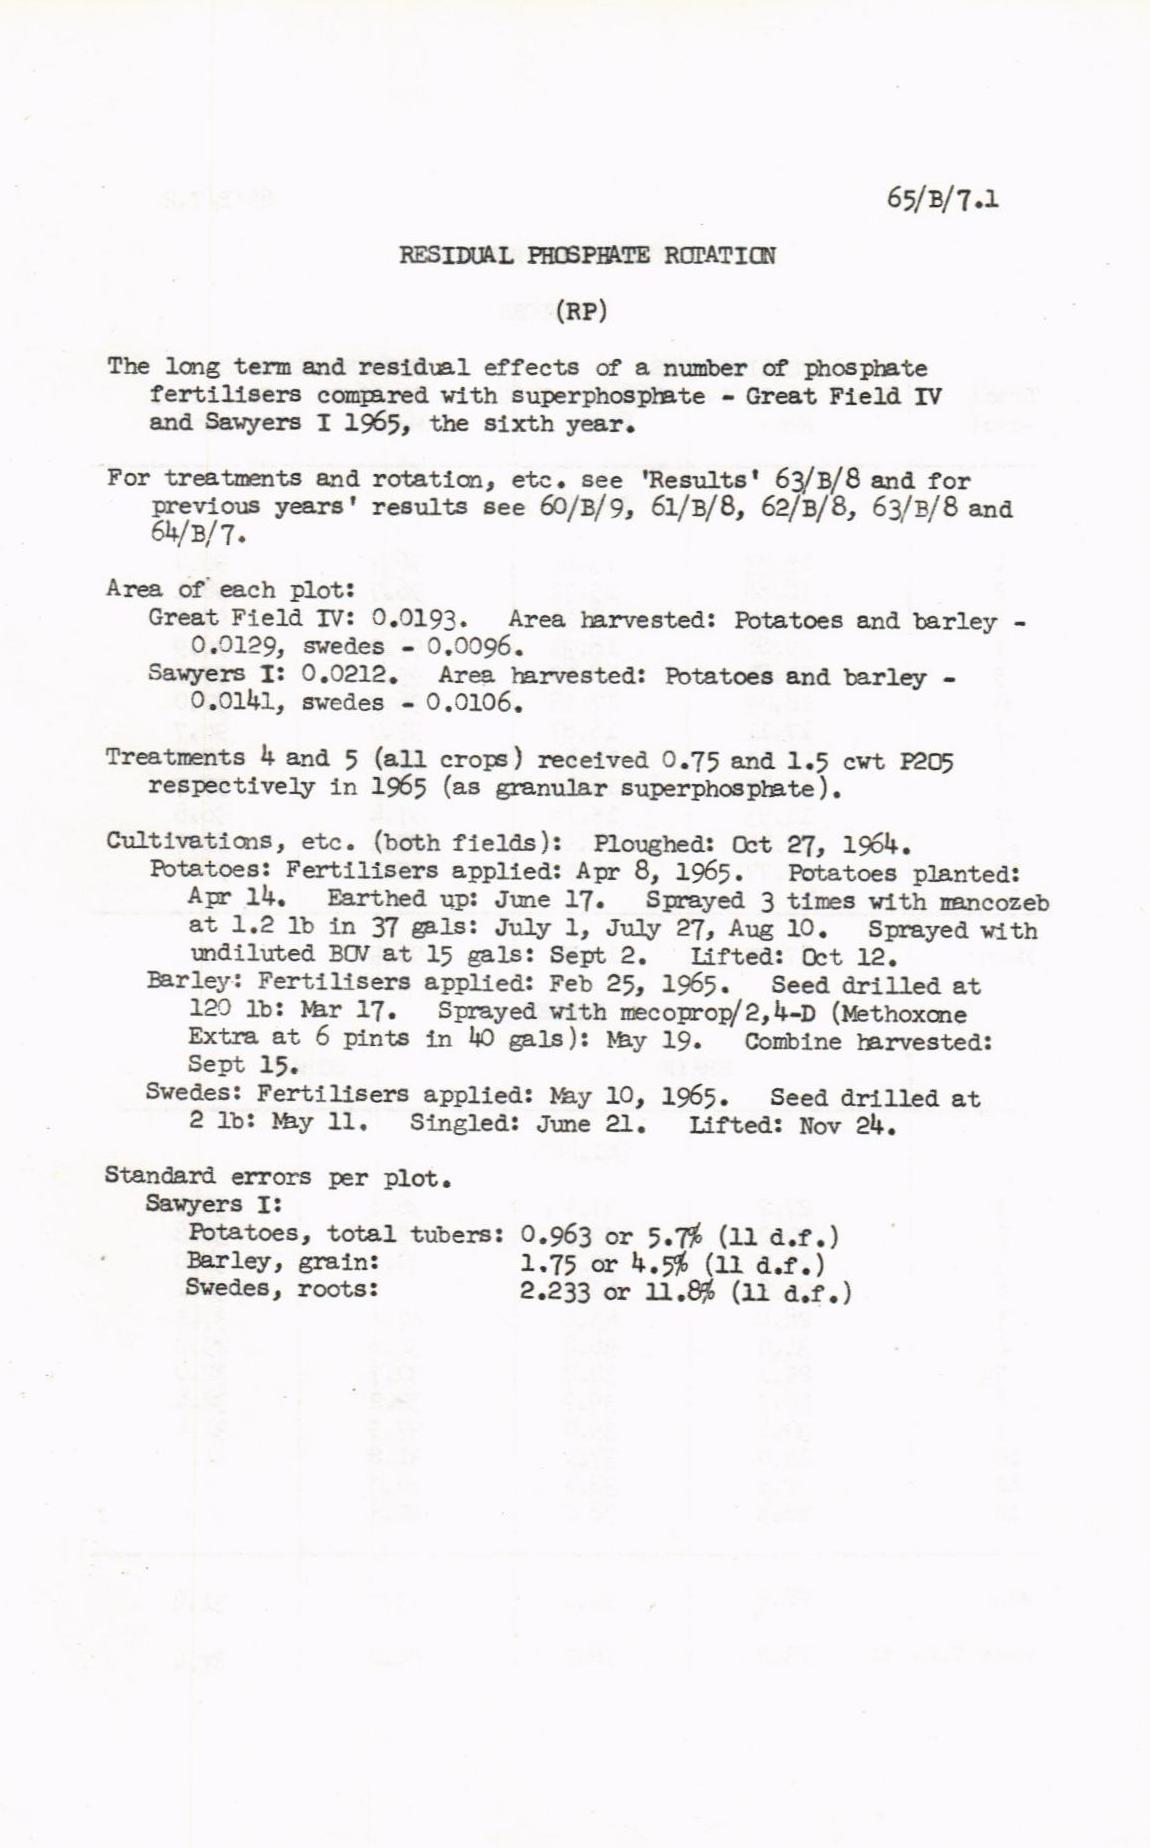 65/B/7.1
RESIDUAL PHOSPHATE ROTATION
(RP)
The long term and residual effects of a number of phosphate
fertilisers compared with superphosphate - Great Field IV
and Sawyers I 1965, the sixth year.
For treatments and rotation, etc. see 'Results' 63/B/8 and for
previous years' results see 60/B/9, 61/B/8, 62/B/8, 63/B/8 and
64/B/7.
Area of each plot:
Great Field IV: 0.0193. Area harvested: Potatoes and barley -
0.0129, swedes - 0.0096.
Sawyers I: 0.0212. Area harvested: Potatoes and barley -
0.0141, swedes - 0.0106.
Treatments 4 and 5 (all crops) received 0.75 and 1.5 cwt P2O5
respectively in 1965 (as granular superphosphate).
Cultivations, etc. (both fields): Ploughed: Oct 27, 1964.
Potatoes: Fertilisers applied: Apr 8, 1965. Potatoes planted:
Apr 14. Earthed up: June 17. Sprayed 3 times with mancozeb
at 1.2 lb in 37 gals: July 1, July 27, Aug 10. Sprayed with
undiluted BOV at 15 gals: Sept 2. Lifted: Oct 12.
Barley: Fertilisers applied: Feb 25, 1965. Seed drilled at
120 lb: Mar 17. Sprayed with mecoprop/2,4-D (Methoxone
Extra at 6 pints in 40 gals): May 19. Combine harvested:
Sept 15.
Swedes: Fertilisers applied: May 10, 1965. Seed drilled at
2 lb: May 11. Singled: June 21. Lifted: Nov 24.
Standard errors per plot.
Sawyers I:
Potatoes, total tubers: 0.963 or 5.7% (11 d.f.)
Barley, grain: 1.75 or 4.5% (11 d.f.)
Swedes, roots: 2.233 or 11.8% (11 d.f.)